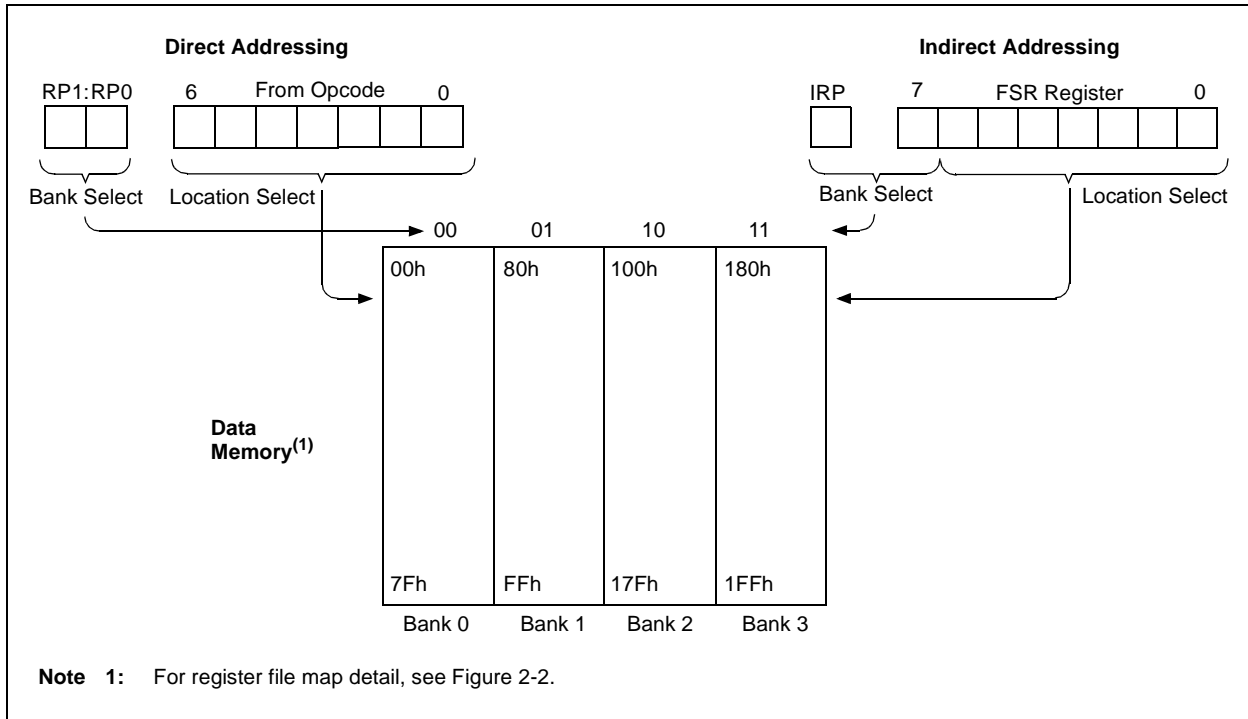 Direct Addressing Indirect Addressing
RP1:RP0 6 From Opcode 0 IRP 7 FSR Register 0
Bank Select Location Select Bank Select Location Select
00 01 10 11
00h 80h 100h 180h
Data
Memory(1)
7Fh FFh 17Fh 1FFh
Bank 0 Bank 1 Bank 2 Bank 3
Note 1: For register file map detail, see Figure 2-2.